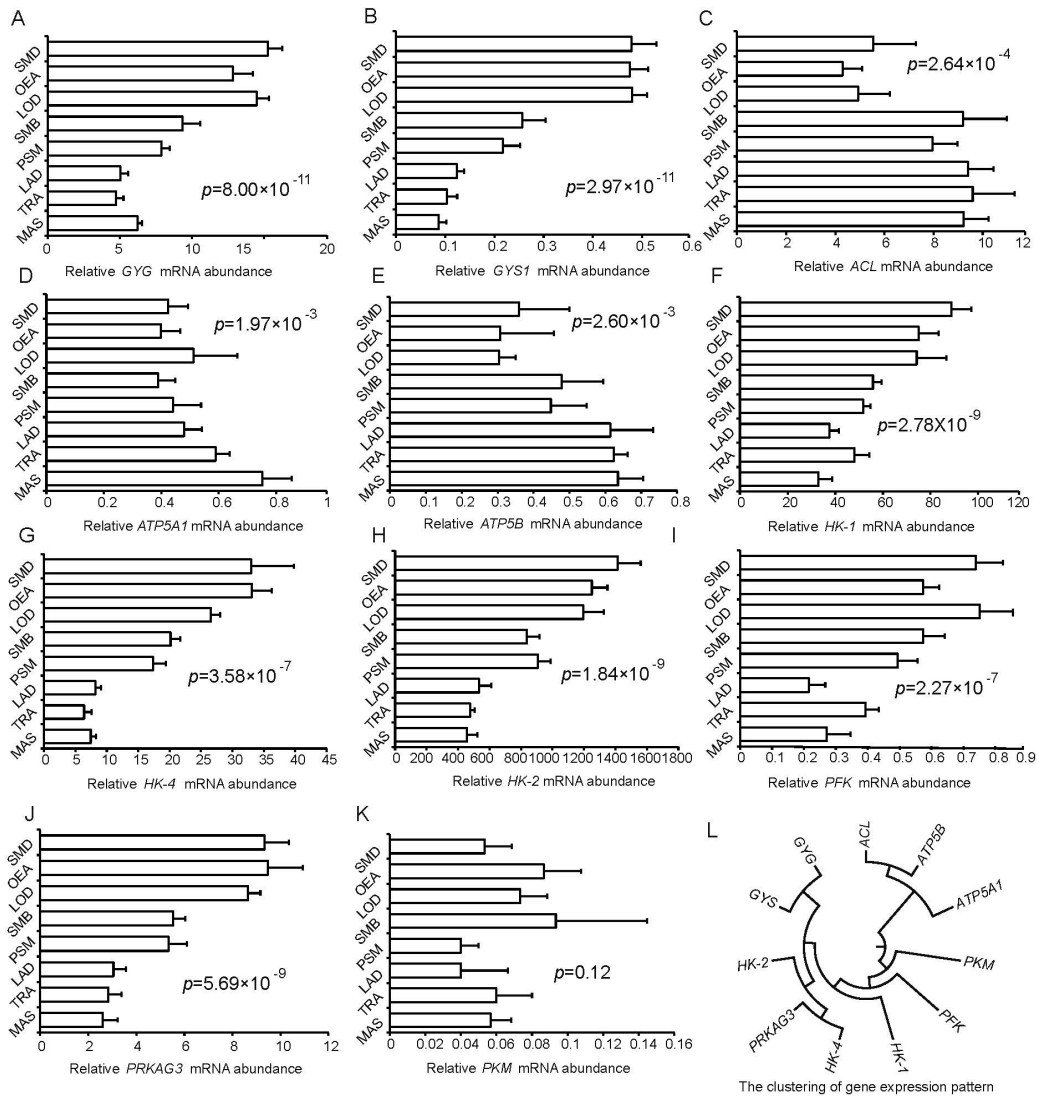 A
SMD
OEA
LOD
SMB
PSM
LAD
TRA
MAS
p=8.00×10 -11
0 5 10 15 20
Relative GYG mRNA abundance
B
SMD
OEA
LOD
SMB
PSM
LAD
TRA
MAS
p=2.97×10 -11
0 0.1 0.2 0.3 0.4 0.5 0.6
Relative GYS1 mRNA abundance
C
SMD
OEA
LOD
SMB
PSM
LAD
TRA
MAS
p=2.64×10 -4
0 2 4 6 8 10 12
Relative ACL mRNA abundance
D
SMD
OEA
LOD
SMB
PSM
LAD
TRA
MAS
p=1.97×10 -3
0 0.2 0.4 0.6 0.8 1
Relative ATP5A1 mRNA abundance
E
SMD
OEA
LOD
SMB
PSM
LAD
TRA
MAS
p=2.60×10 -3
0 0.1 0.2 0.3 0.4 0.5 0.6 0.7 0.8
Relative ATP5B mRNA abundance
F
SMD
OEA
LOD
SMB
PSM
LAD
TRA
MAS
p=2.78X10 -9
0 20 40 60 80 100 120
Relative HK-1 mRNA abundance
G
SMD
OEA
LOD
SMB
PSM
LAD
TRA
MAS
p=3.58×10 -7
0 5 10 15 20 25 30 35 40 45
Relative HK-4 mRNA abundance
H
SMD
OEA
LOD
SMB
PSM
LAD
TRA
MAS
p=1.84×10 -9
0 200 400 600 800 1000 1200 1400 1600 1800
Relative HK-2 mRNA abundance
I
SMD
OEA
LOD
SMB
PSM
LAD
TRA
MAS
p=2.27×10 -7
0 0.1 0.2 0.3 0.4 0.5 0.6 0.7 0.8 0.9
Relative PFK mRNA abundance
J
SMD
OEA
LOD
SMB
PSM
LAD
TRA
MAS
p=5.69×10 -9
0 2 4 6 8 10 12
Relative PRKAG3 mRNA abundance
K
SMD
OEA
LOD
SMB
PSM
LAD
TRA
MAS
p=0.12
0 0.02 0.04 0.06 0.08 0.1 0.12 0.14 0.16
Relative PKM mRNA abundance
L
ACL
ATP5B
ATP5A1
PKM
PFK
HK-1
HK-4
PRKAG3
HK-2
GYS
GYG
The clustering of gene expression pattern